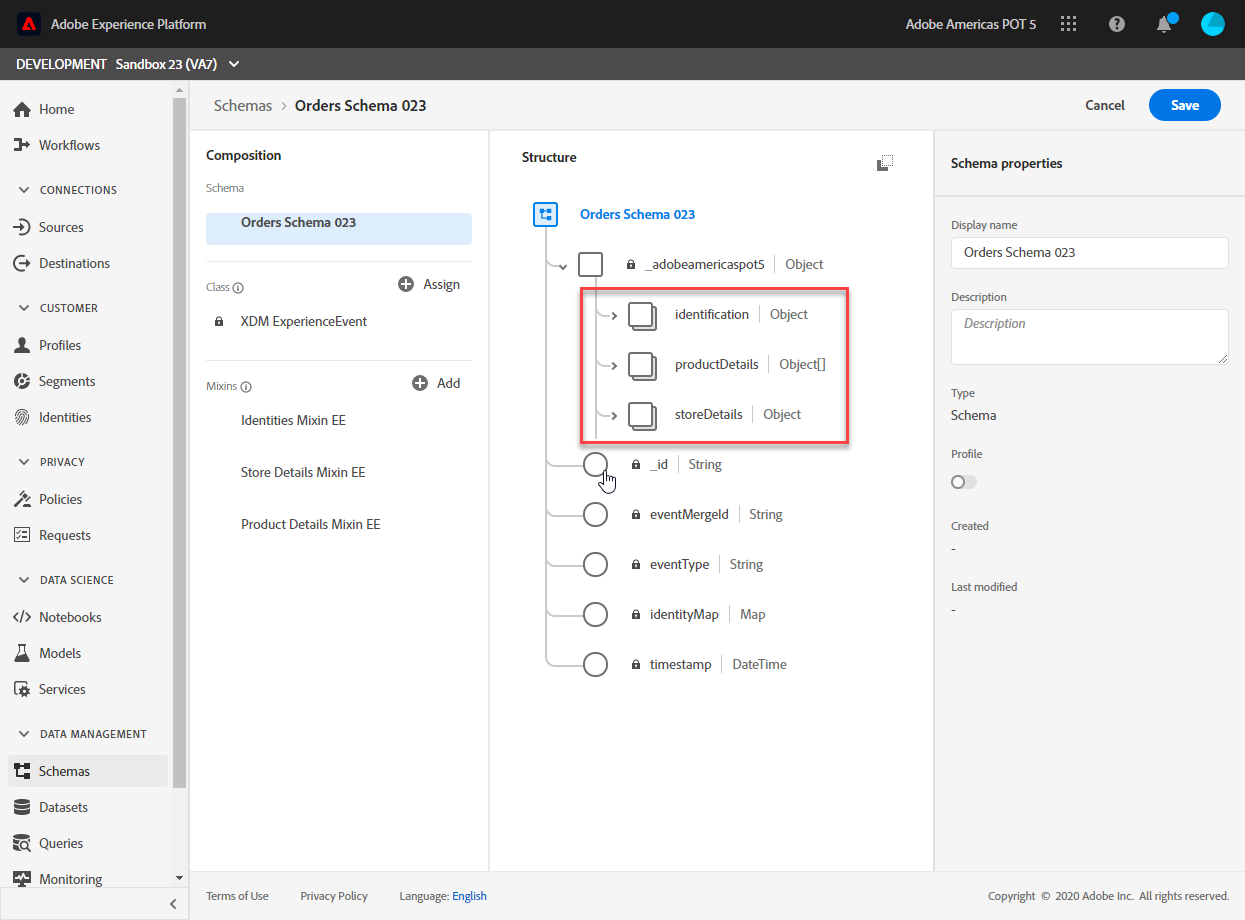 Adobe Experience Platform
Adobe Americas POT 5
DEVELOPMENT Sandbox 23 (VA7)
Home
Workflows
CONNECTIONS
Sources
Destinations
CUSTOMER
Profiles
Segments
Identities
PRIVACY
Policies
Requests
DATA SCIENCE
Notebooks
Models
Services
DATA MANAGEMENT
Schemas
Datasets
Queries
Monitoring
Schemas > Orders Schema 023
Cancel
Save
Composition
Schema
Orders Schema 023
Class
Assign
XDM ExperienceEvent
Mixins
Add
Identities Mixin EE
Store Details Mixin EE
Product Details Mixin EE
Structure
Orders Schema 023
_adobeamericaspot5 | Object
identification | Object
productDetails | Object[]
storeDetails | Object
_id | String
eventMergeId | String
eventType | String
identityMap | Map
timestamp | DateTime
Schema properties
Display name
Orders Schema 023
Description
Description
Type
Schema
Profile
Created
-
Last modified
-
Terms of Use
Privacy Policy
Language: English
Copyright © 2020 Adobe Inc. All rights reserved.